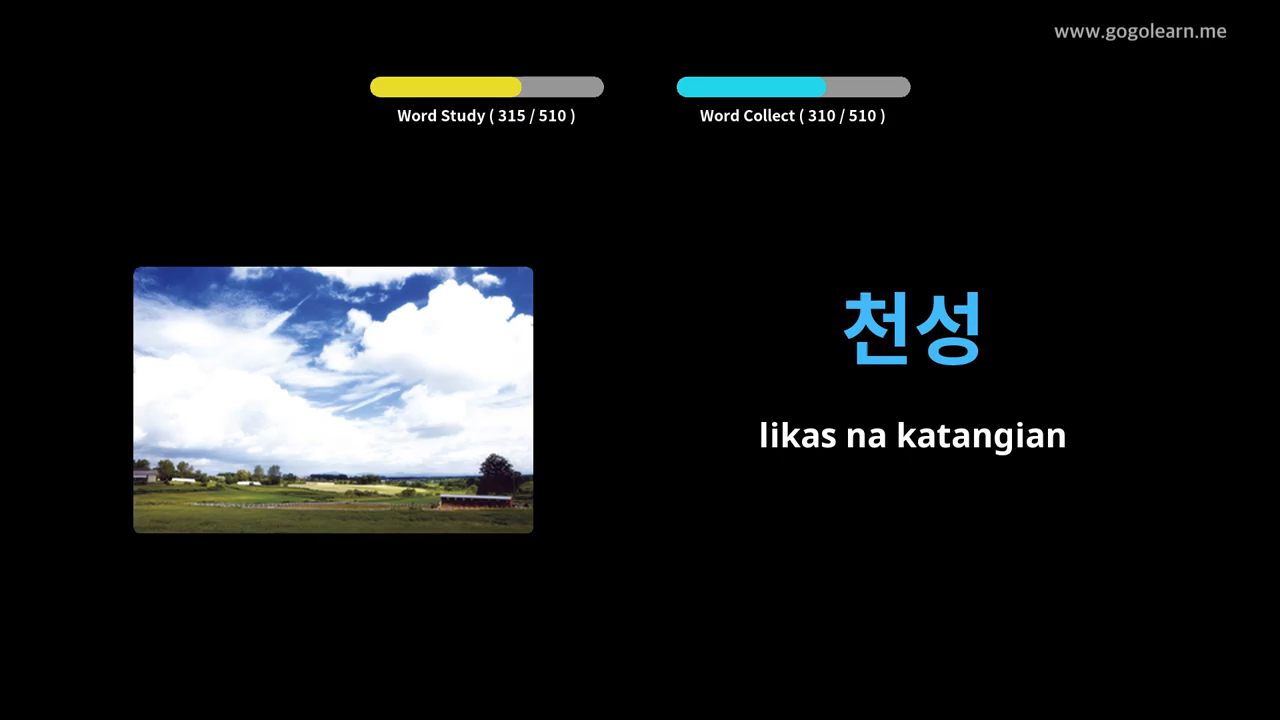 www.gogolearn.me
Word Study ( 315 / 510 )
Word Collect ( 310 / 510 )
천성
likas na katangian